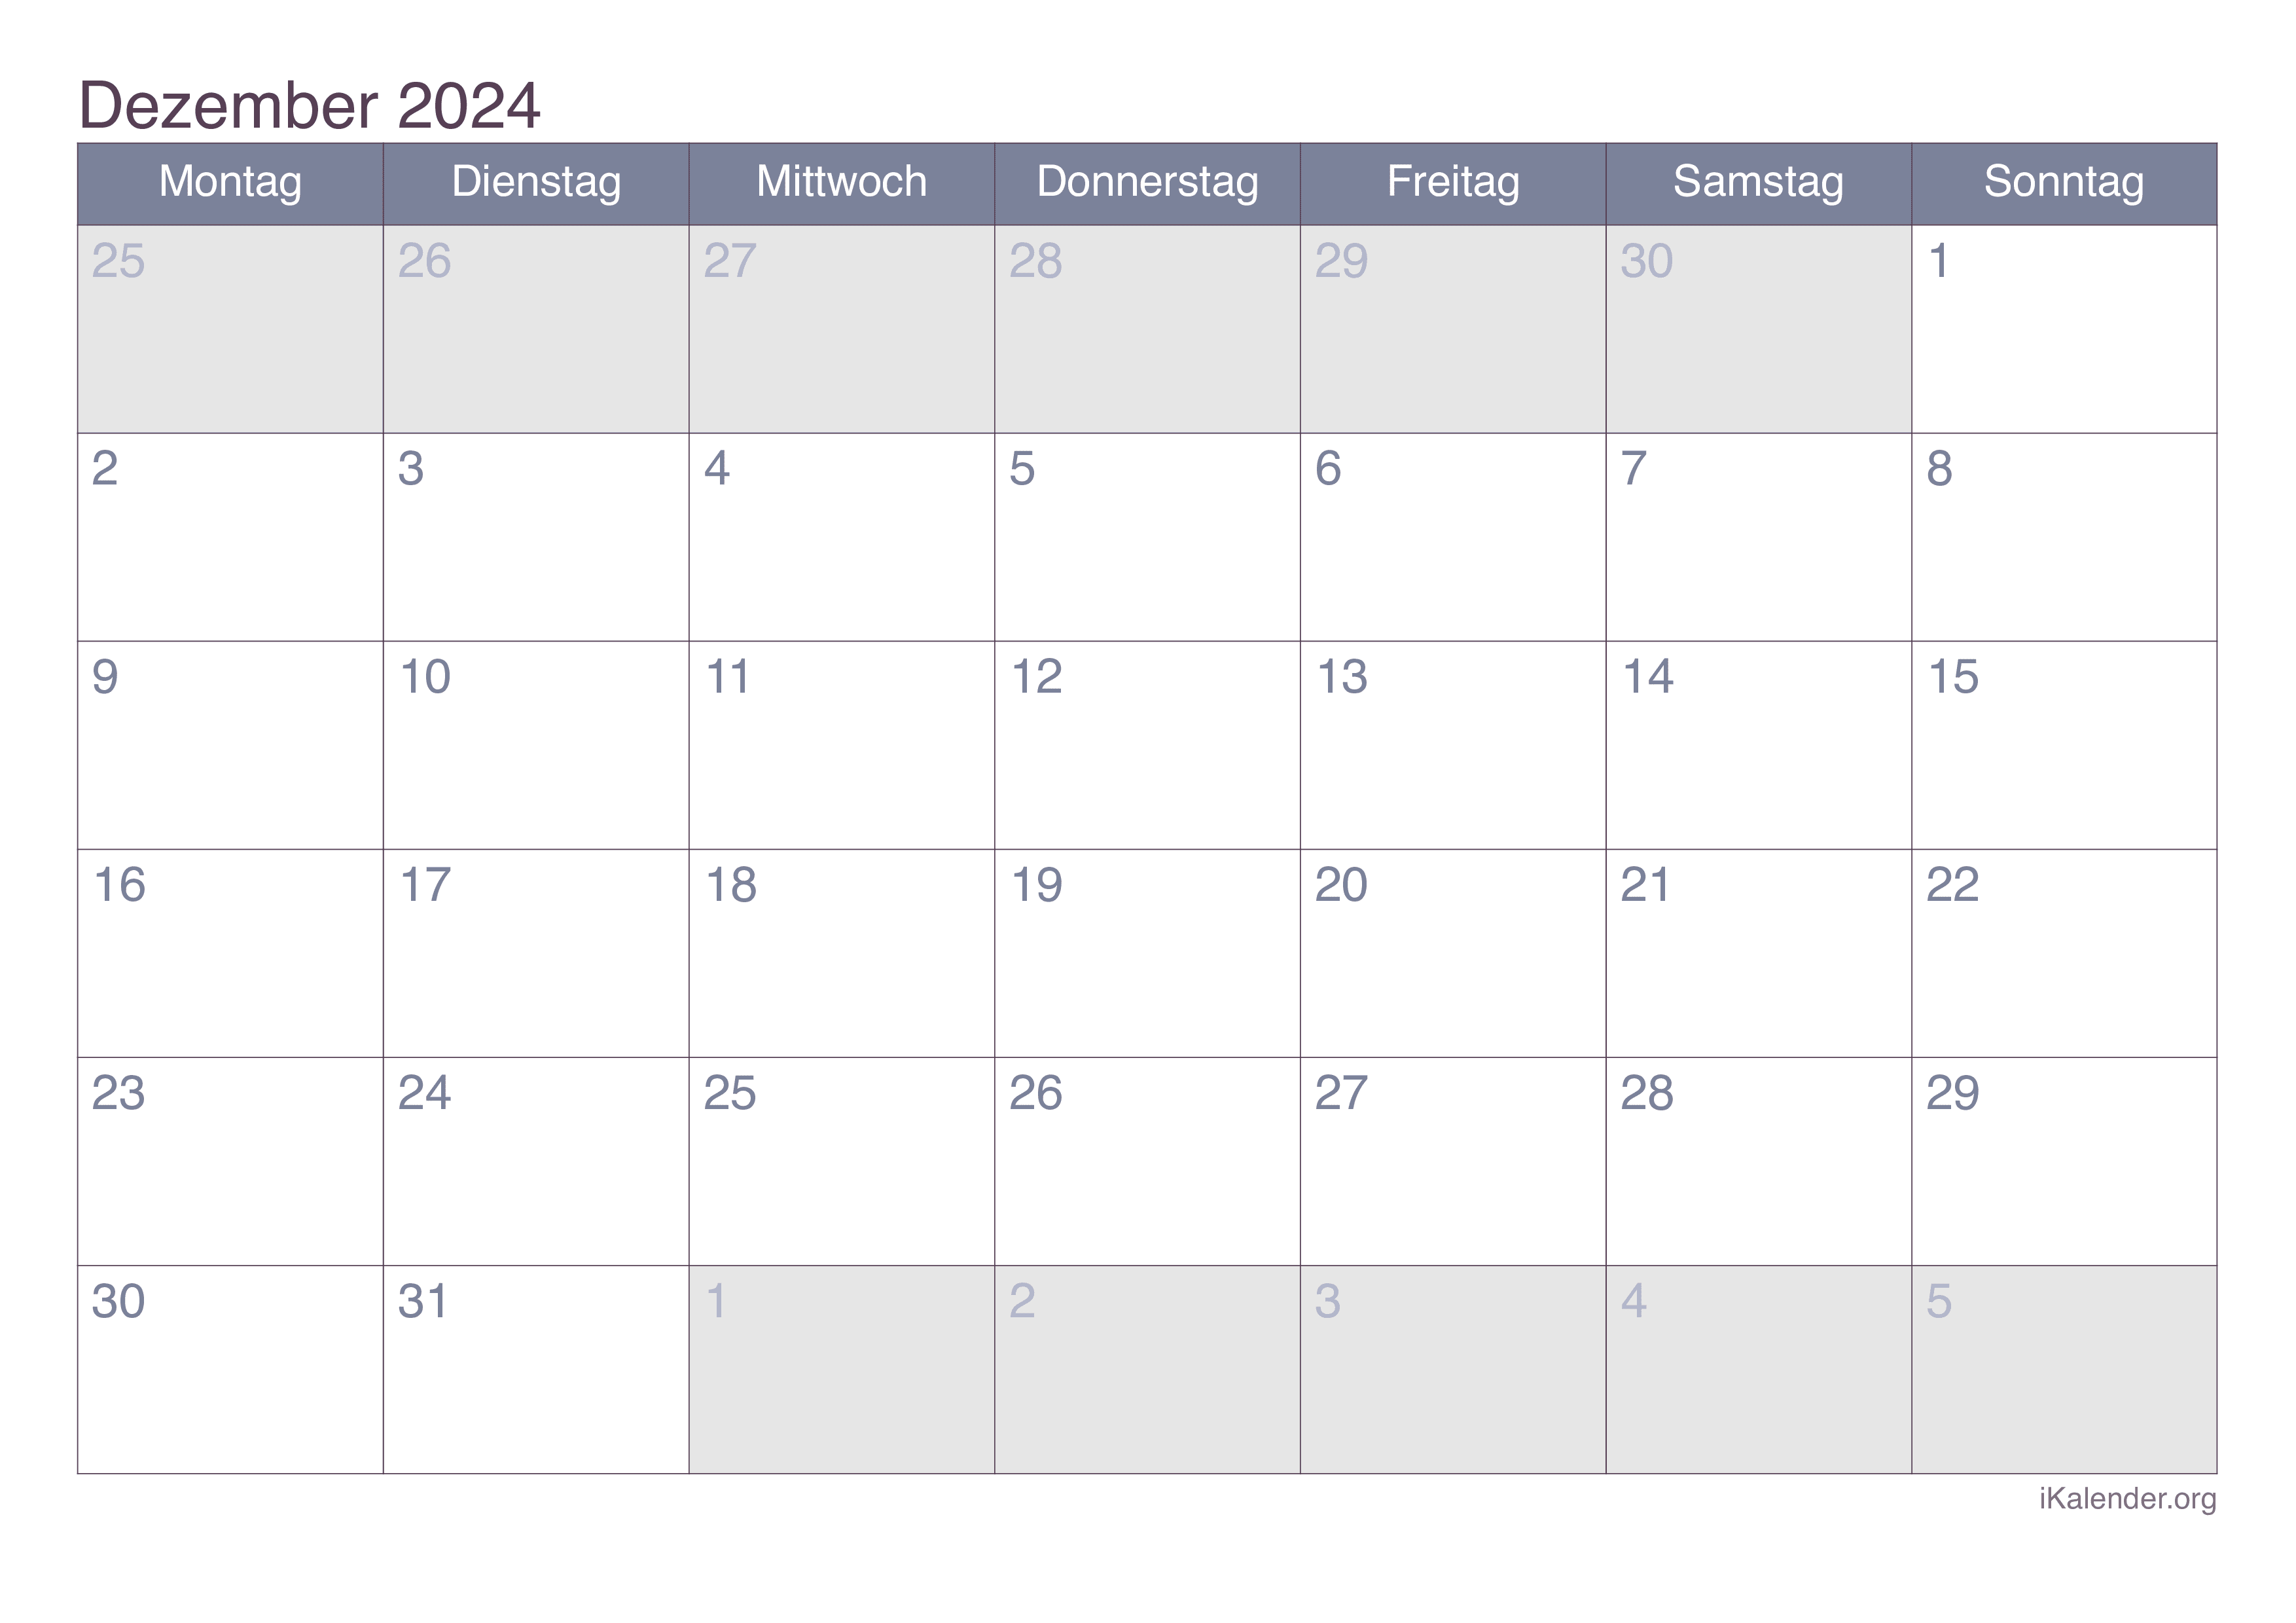 Dezember 2024
Montag Dienstag Mittwoch Donnerstag Freitag Samstag Sonntag
25 26 27 28 29 30 1
2 3 4 5 6 7 8
9 10 11 12 13 14 15
16 17 18 19 20 21 22
23 24 25 26 27 28 29
30 31 1 2 3 4 5
iKalender.org